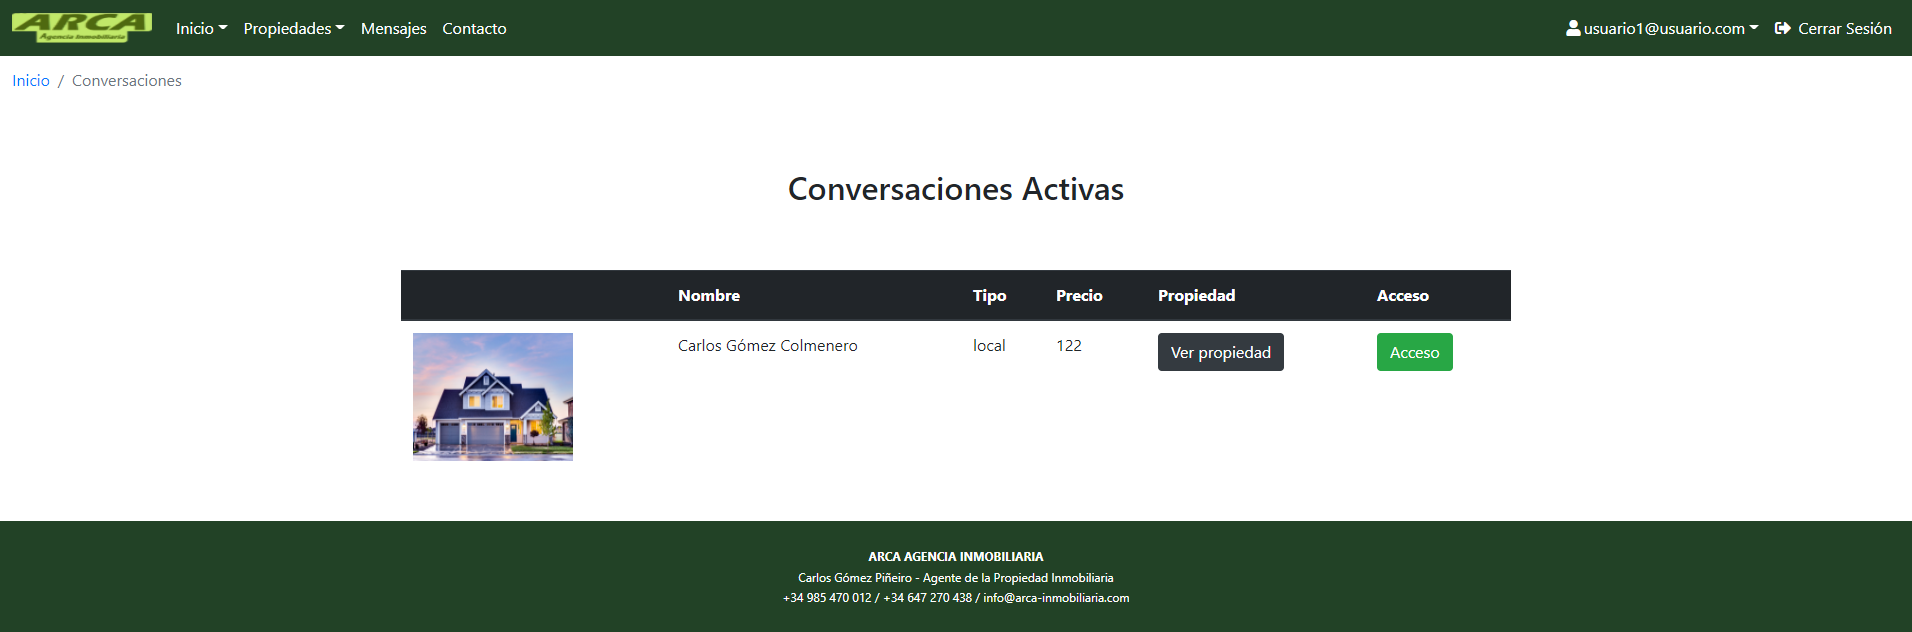 ARCA
Agencia Inmobiliaria
Inicio Propiedades Mensajes Contacto
usuario1@usuario.com Cerrar Sesión
Inicio / Conversaciones
Conversaciones Activas
Nombre Tipo Precio Propiedad Acceso
Carlos Gómez Colmenero local 122 Ver propiedad Acceso
ARCA AGENCIA INMOBILIARIA
Carlos Gómez Piñeiro - Agente de la Propiedad Inmobiliaria
+34 985 470 012 / +34 647 270 438 / info@arca-inmobiliaria.com